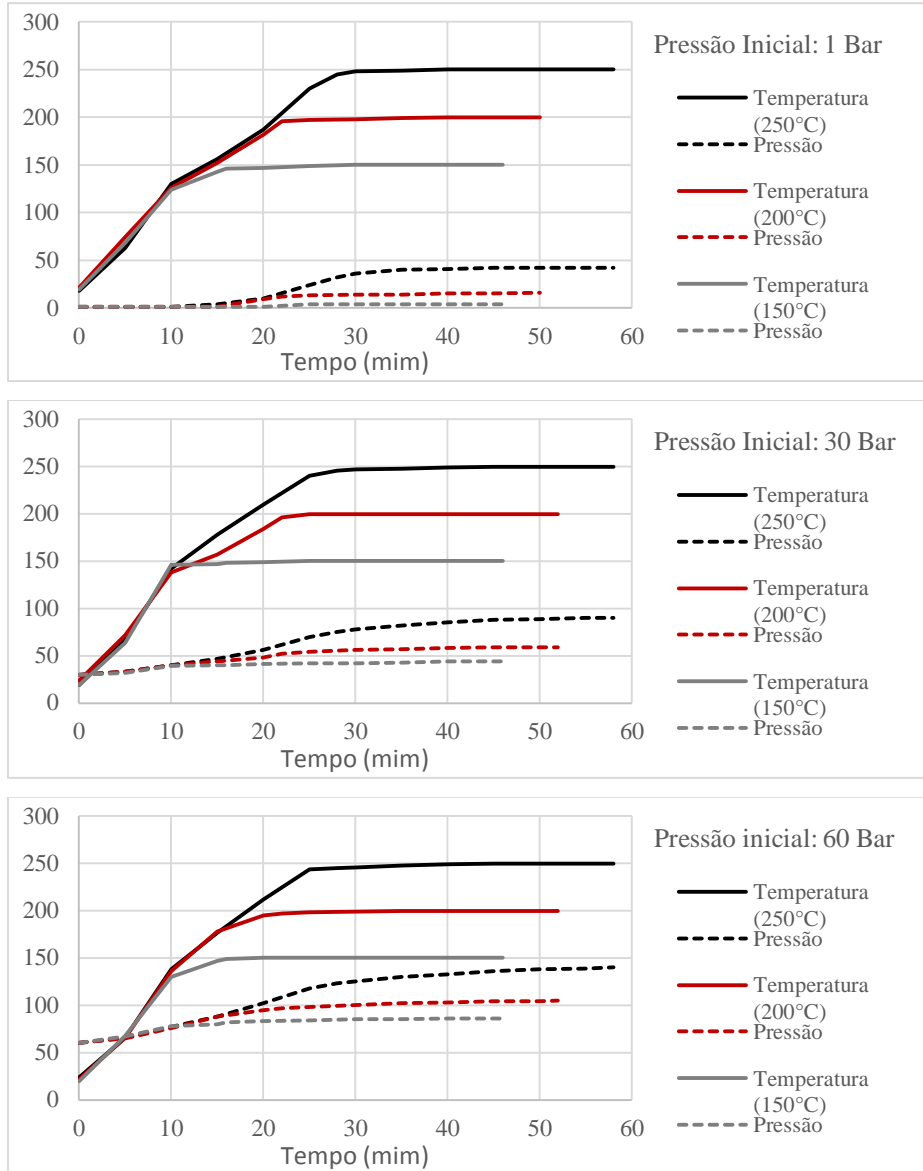 300
250
200
150
100
50
0
0 10 20 30 40 50 60
Tempo (mim)
Pressão Inicial: 1 Bar
Temperatura
(250°C)
Pressão
Temperatura
(200°C)
Pressão
Temperatura
(150°C)
Pressão
300
250
200
150
100
50
0
0 10 20 30 40 50 60
Tempo (mim)
Pressão Inicial: 30 Bar
Temperatura
(250°C)
Pressão
Temperatura
(200°C)
Pressão
Temperatura
(150°C)
Pressão
300
250
200
150
100
50
0
0 10 20 30 40 50 60
Tempo (mim)
Pressão inicial: 60 Bar
Temperatura
(250°C)
Pressão
Temperatura
(200°C)
Pressão
Temperatura
(150°C)
Pressão